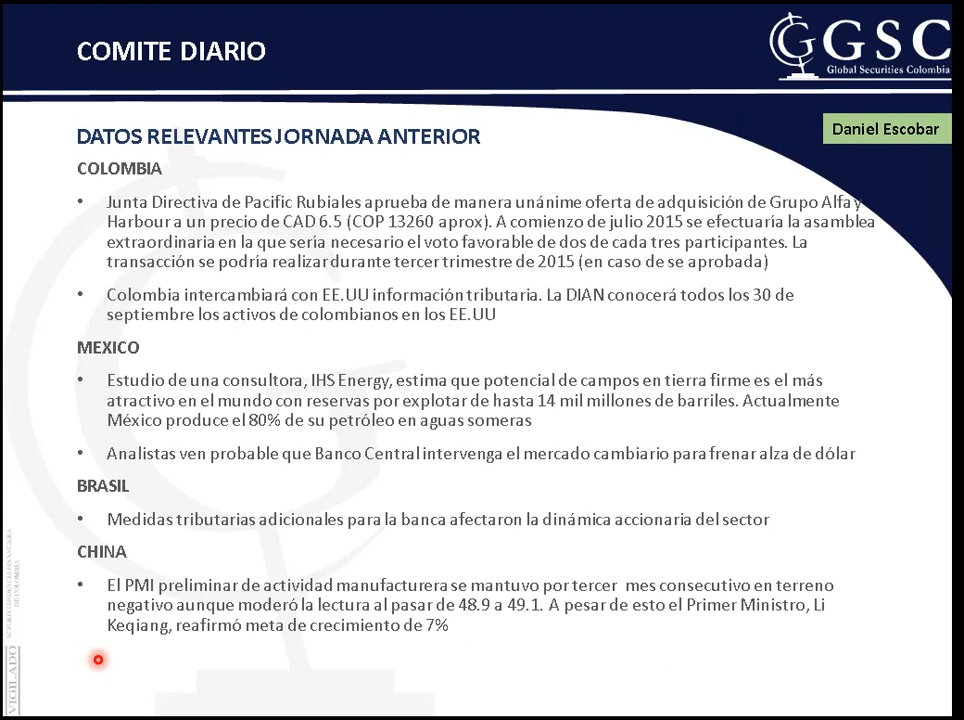 COMITE DIARIO
GSC
Global Securities Colombia
Daniel Escobar
DATOS RELEVANTES JORNADA ANTERIOR
COLOMBIA
• Junta Directiva de Pacific Rubiales aprueba de manera unánime oferta de adquisición de Grupo Alfa y
Harbour a un precio de CAD 6.5 (COP 13260 aprox). A comienzo de julio 2015 se efectuaría la asamblea
extraordinaria en la que sería necesario el voto favorable de dos de cada tres participantes. La
transacción se podría realizar durante tercer trimestre de 2015 (en caso de se aprobada)
• Colombia intercambiará con EE.UU información tributaria. La DIAN conocerá todos los 30 de
septiembre los activos de colombianos en los EE.UU
MEXICO
• Estudio de una consultora, IHS Energy, estima que potencial de campos en tierra firme es el más
atractivo en el mundo con reservas por explotar de hasta 14 mil millones de barriles. Actualmente
México produce el 80% de su petróleo en aguas someras
• Analistas ven probable que Banco Central intervenga el mercado cambiario para frenar alza de dólar
BRASIL
• Medidas tributarias adicionales para la banca afectaron la dinámica accionaria del sector
CHINA
• El PMI preliminar de actividad manufacturera se mantuvo por tercer mes consecutivo en terreno
negativo aunque moderó la lectura al pasar de 48.9 a 49.1. A pesar de esto el Primer Ministro, Li
Keqiang, reafirmó meta de crecimiento de 7%
VIGILADO
SUPERINTENDENCIA FINANCIERA
DE COLOMBIA